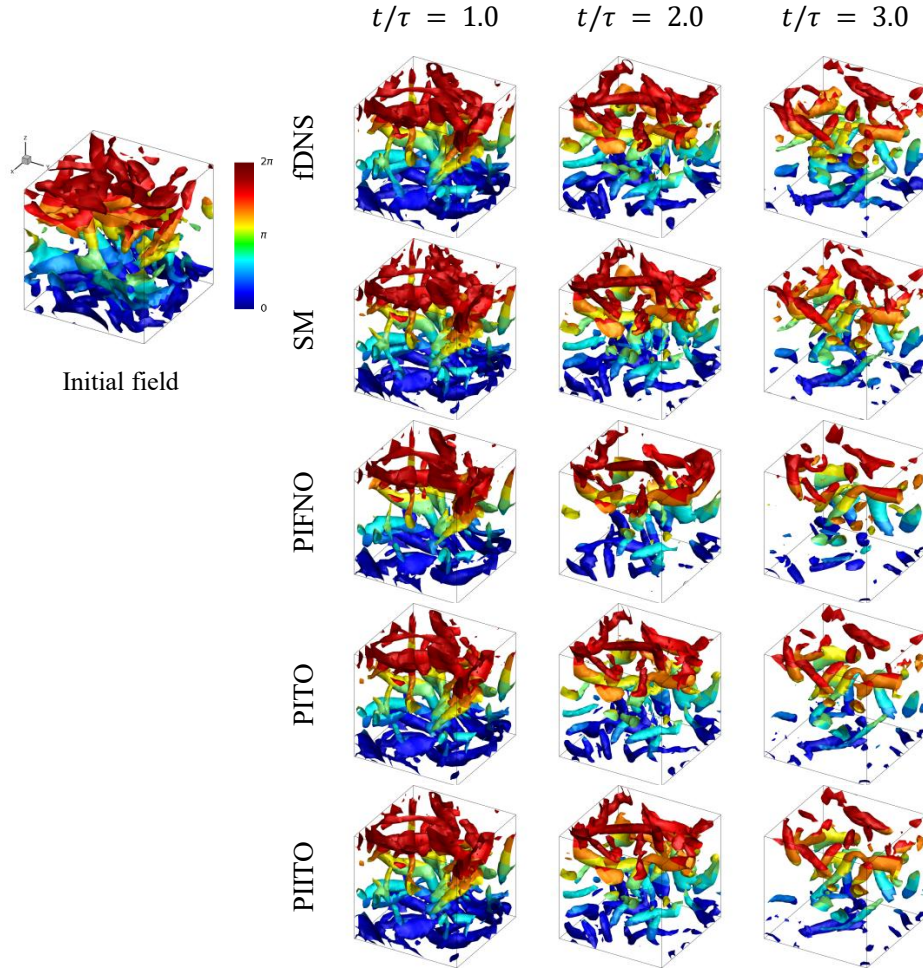 t/τ = 1.0
t/τ = 2.0
t/τ = 3.0
fDNS
z
x
2π
π
0
Initial field
SM
PIFNO
PITO
PIITO